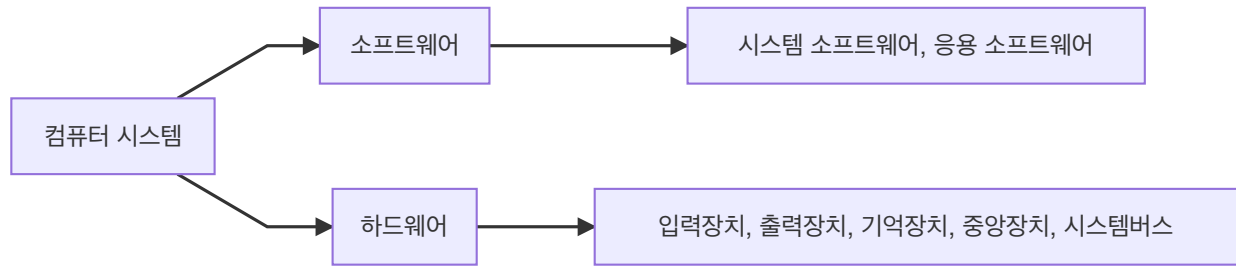 소프트웨어
시스템 소프트웨어, 응용 소프트웨어
컴퓨터 시스템
하드웨어
입력장치, 출력장치, 기억장치, 중앙장치, 시스템버스